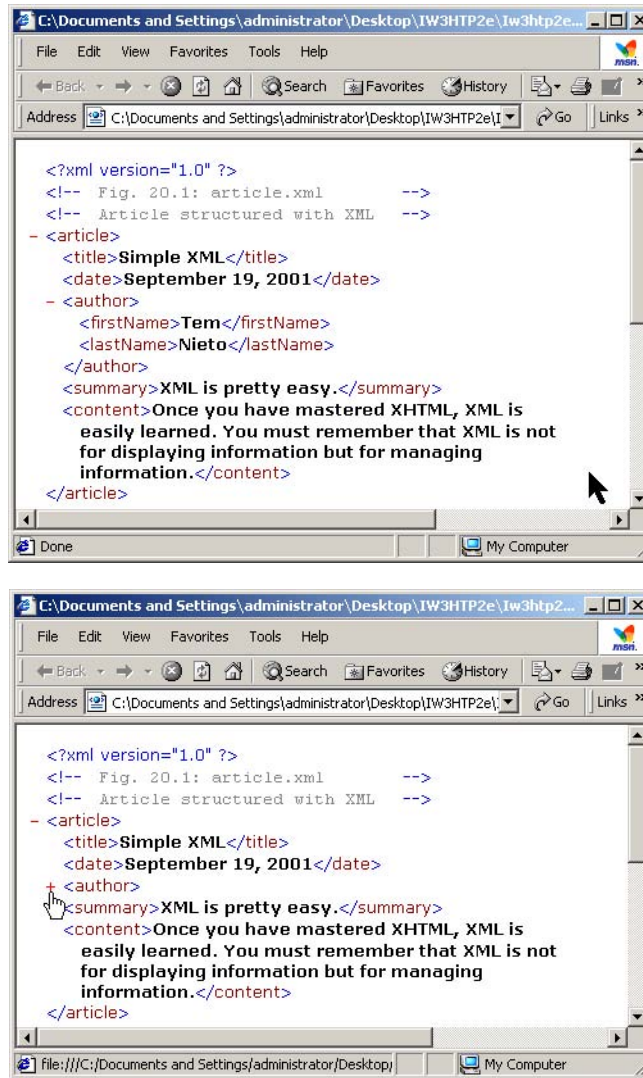 C:\Documents and Settings\administrator\Desktop\IW3HTP2e\Iw3htp2e...
File Edit View Favorites Tools Help
msn.
Back Search Favorites History
Address C:\Documents and Settings\administrator\Desktop\IW3HTP2e\I Go Links
<?xml version="1.0" ?>
<!-- Fig. 20.1: article.xml -->
<!-- Article structured with XML -->
- <article>
<title>Simple XML</title>
<date>September 19, 2001</date>
- <author>
<firstName>Tem</firstName>
<lastName>Nieto</lastName>
</author>
<summary>XML is pretty easy.</summary>
<content>Once you have mastered XHTML, XML is
easily learned. You must remember that XML is not
for displaying information but for managing
information.</content>
</article>
Done My Computer
C:\Documents and Settings\administrator\Desktop\IW3HTP2e\Iw3htp2...
File Edit View Favorites Tools Help
msn.
Back Search Favorites History
Address C:\Documents and Settings\administrator\Desktop\IW3HTP2e\ Go Links
<?xml version="1.0" ?>
<!-- Fig. 20.1: article.xml -->
<!-- Article structured with XML -->
- <article>
<title>Simple XML</title>
<date>September 19, 2001</date>
+ <author>
<summary>XML is pretty easy.</summary>
<content>Once you have mastered XHTML, XML is
easily learned. You must remember that XML is not
for displaying information but for managing
information.</content>
</article>
file:///C:/Documents and Settings/administrator/Desktop/ My Computer